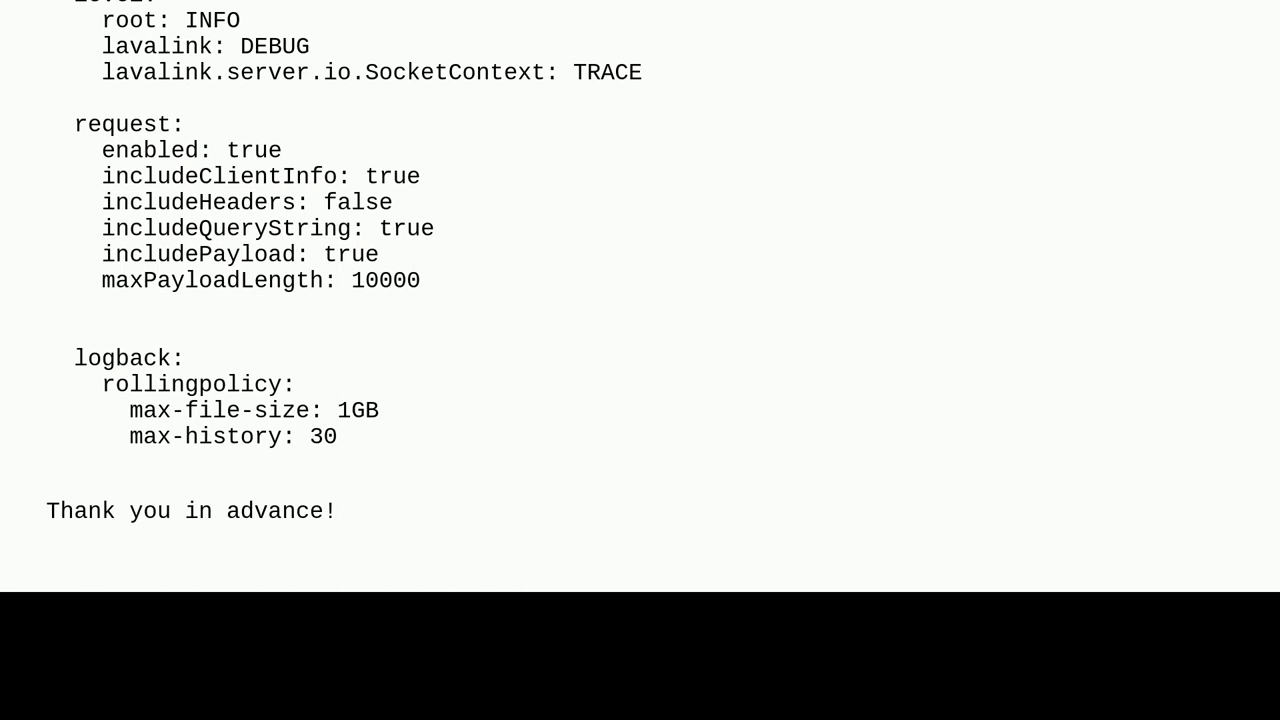 root: INFO
lavalink: DEBUG
lavalink.server.io.SocketContext: TRACE
request:
enabled: true
includeClientInfo: true
includeHeaders: false
includeQueryString: true
includePayload: true
maxPayloadLength: 10000
logback:
rollingpolicy:
max-file-size: 1GB
max-history: 30
Thank you in advance!